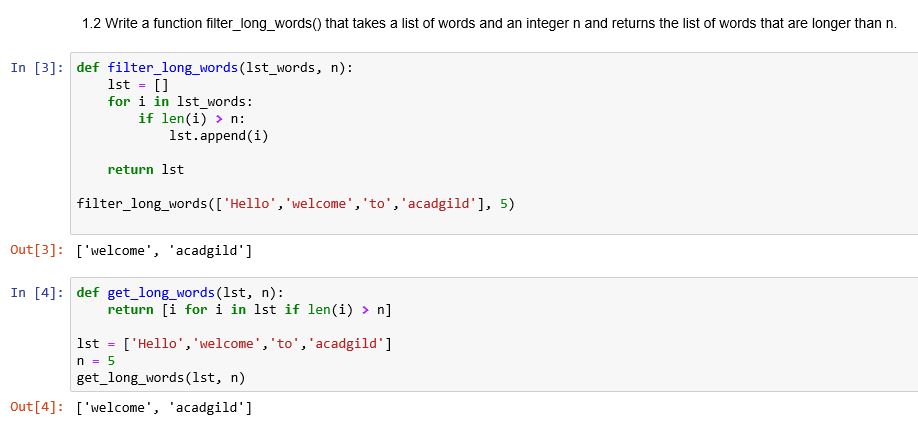 1.2 Write a function filter_long_words() that takes a list of words and an integer n and returns the list of words that are longer than n.
In [3]: def filter_long_words(lst_words, n):
    lst = []
    for i in lst_words:
        if len(i) > n:
            lst.append(i)
    return lst
filter_long_words(['Hello','welcome','to','acadgild'], 5)
Out[3]: ['welcome', 'acadgild']
In [4]: def get_long_words(lst, n):
    return [i for i in lst if len(i) > n]
lst = ['Hello','welcome','to','acadgild']
n = 5
get_long_words(lst, n)
Out[4]: ['welcome', 'acadgild']